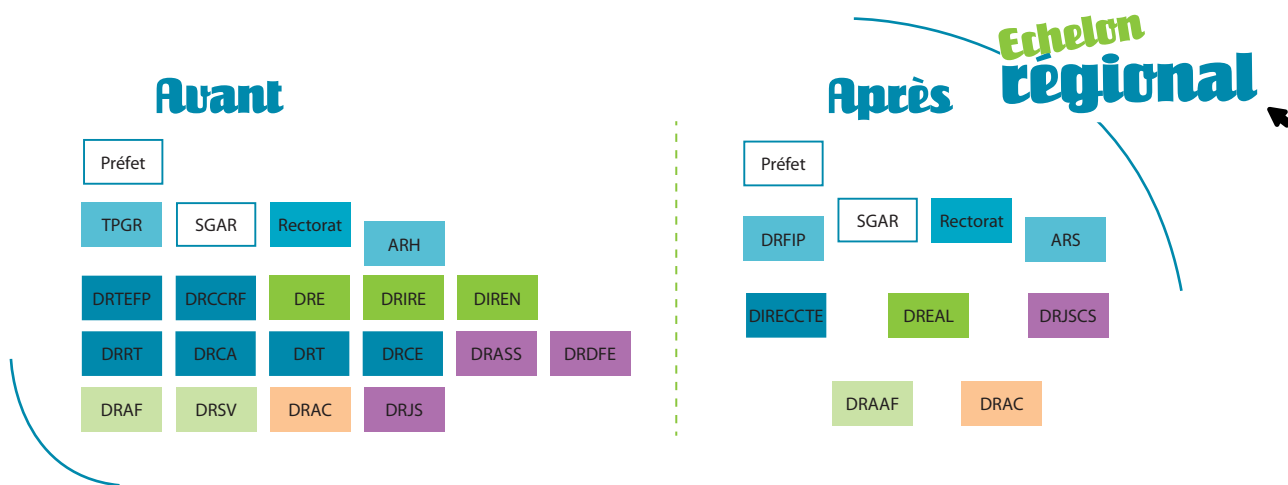 Echelon
régional
Avant
Préfet
TPGR SGAR Rectorat ARH
DRTEFP DRCCRF DRE DRIRE DIREN
DRRT DRCA DRT DRCE DRASS DRDFE
DRAF DRSV DRAC DRJS
Après
Préfet
DRFIP SGAR Rectorat ARS
DIRECCTE DREAL DRJSCS
DRAAF DRAC